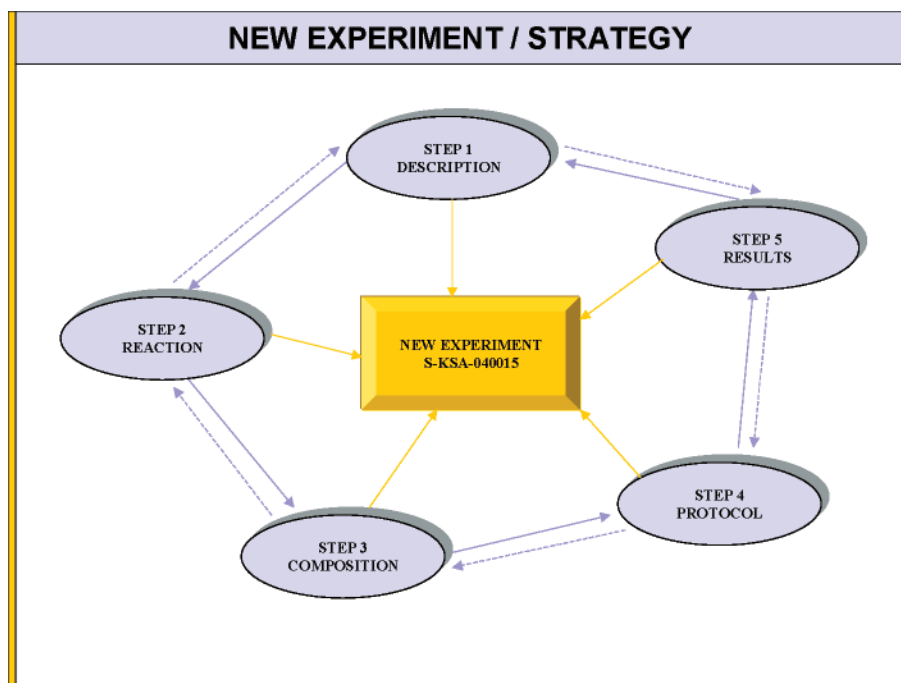 NEW EXPERIMENT / STRATEGY
STEP 1
DESCRIPTION
STEP 5
RESULTS
STEP 2
REACTION
NEW EXPERIMENT
S-KSA-040015
STEP 4
PROTOCOL
STEP 3
COMPOSITION